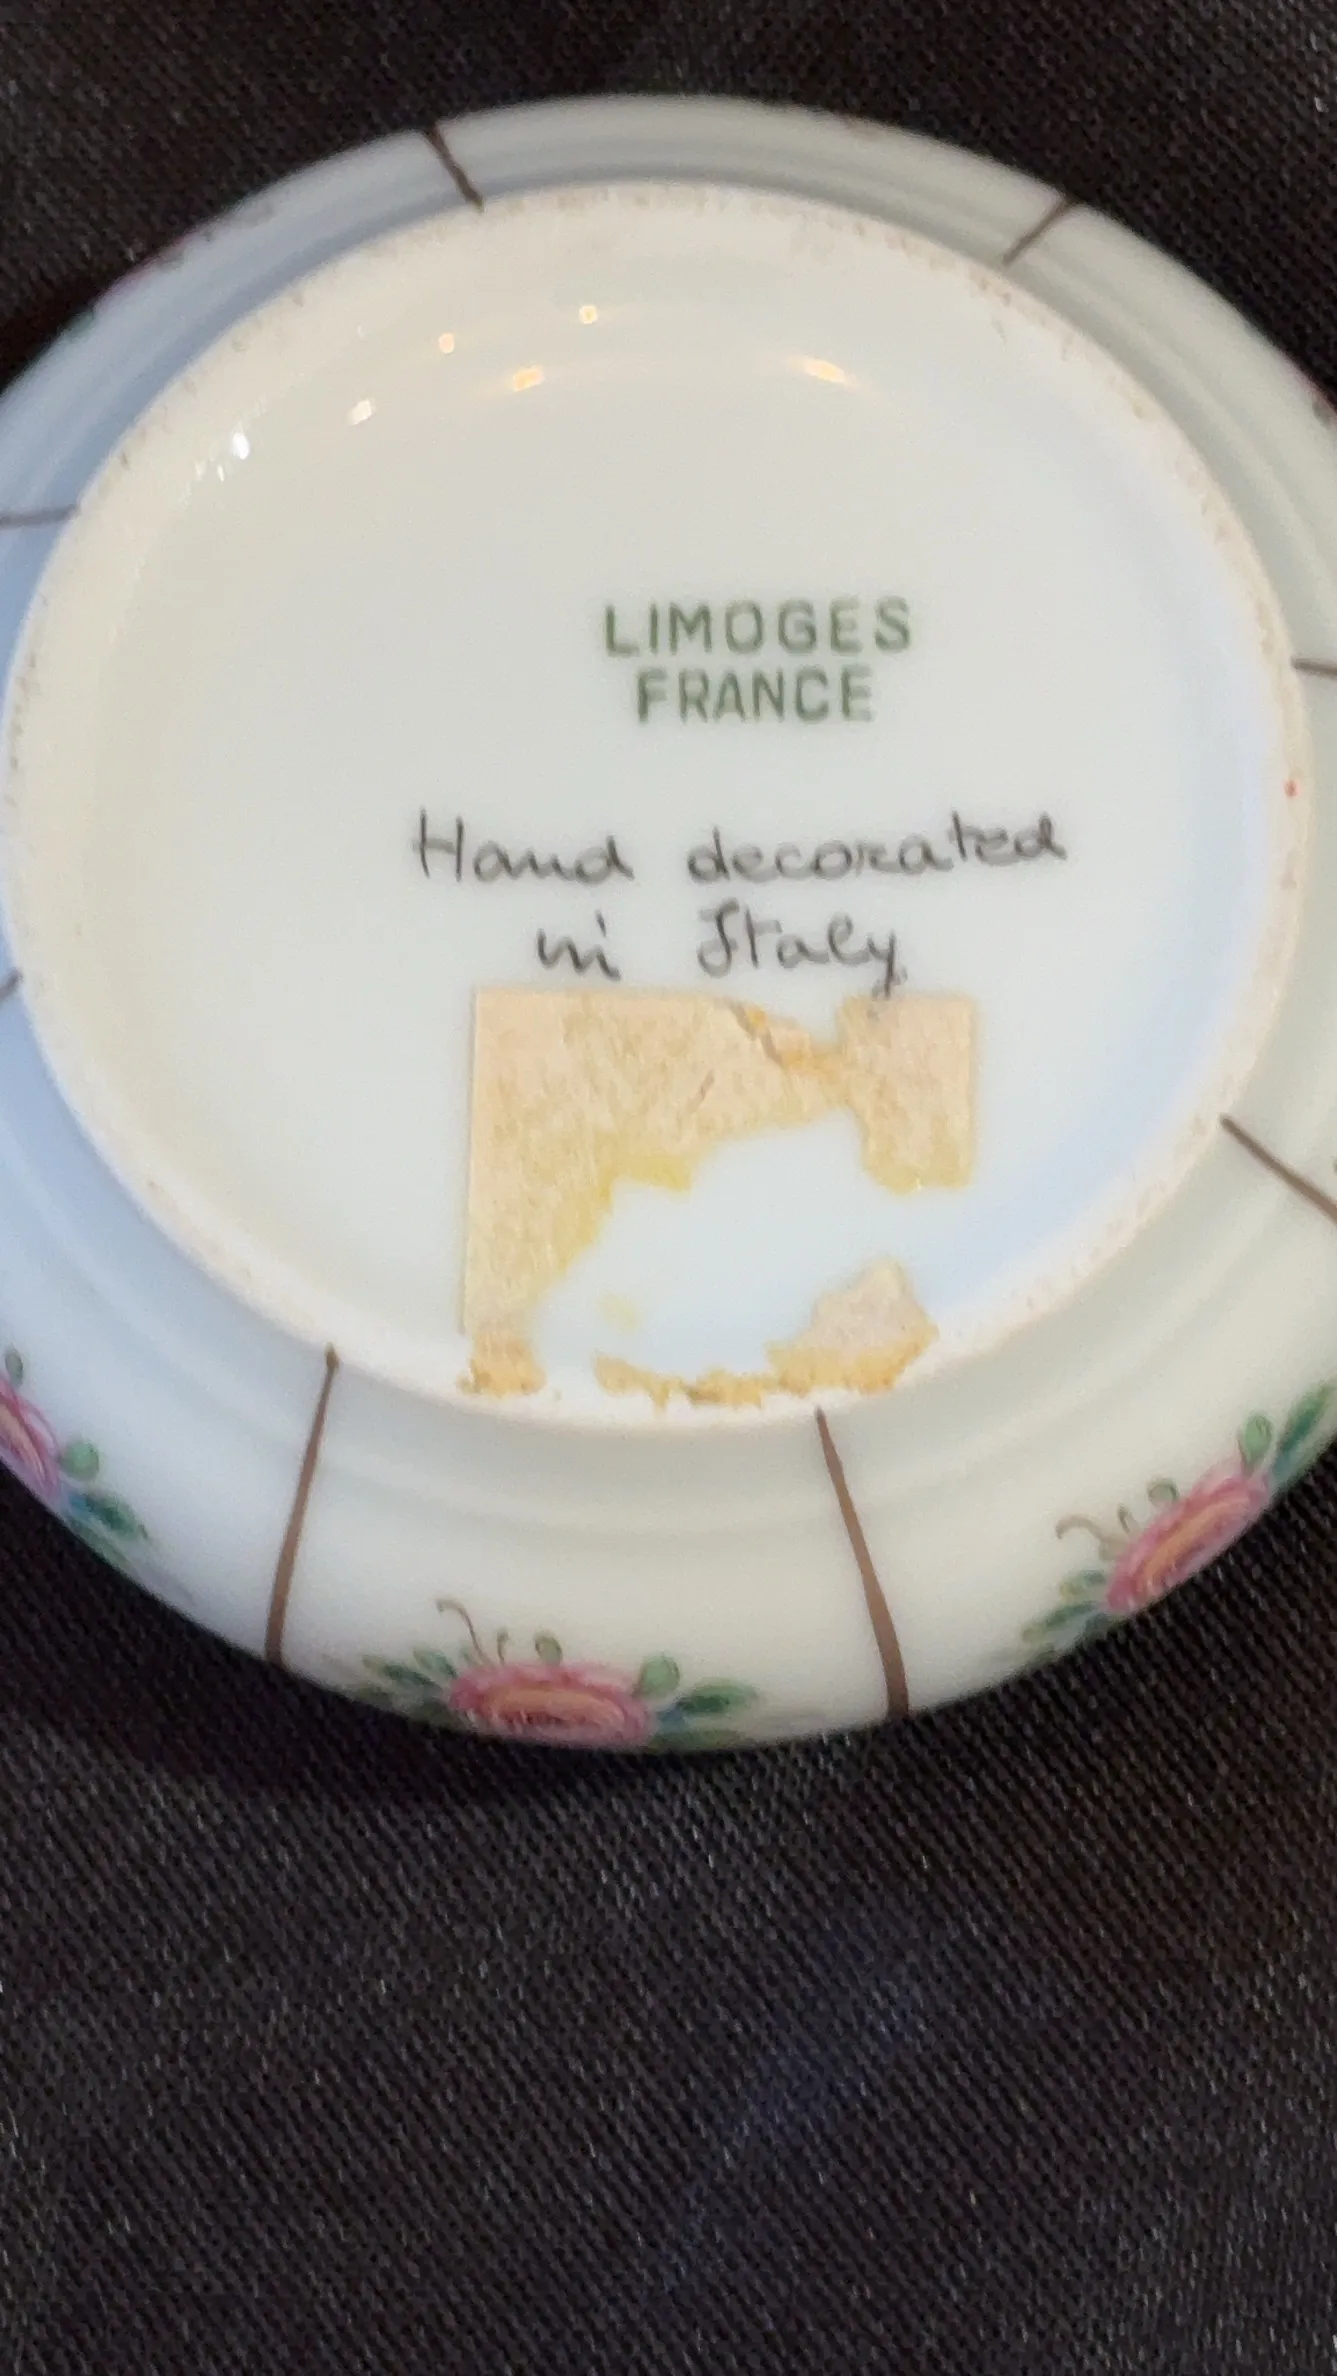 LIMOGES
FRANCE
Hand decorated
in Italy